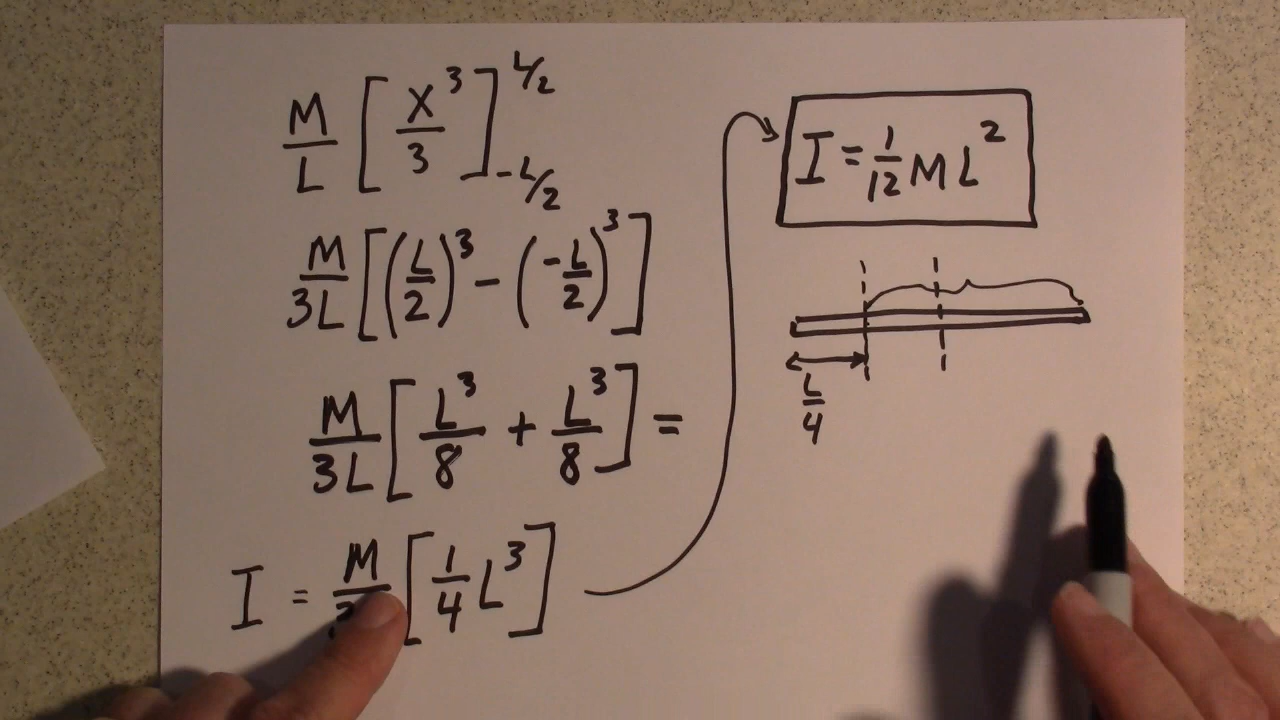 M/L [X³/3]^{L/2}_{-L/2}
M/3L [(L/2)³ - (-L/2)³]
M/3L [L³/8 + L³/8] =
I = M/ [1/4 L³]
I = 1/12 ML²
L/4